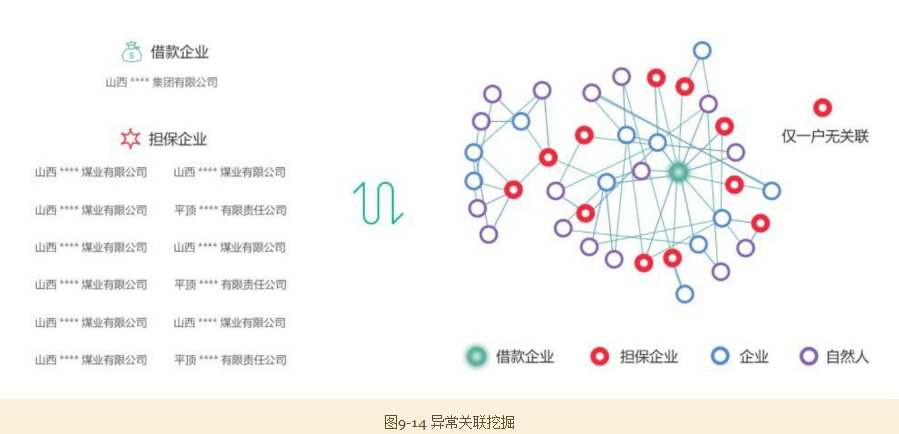 借款企业
山西 **** 集团有限公司
担保企业
山西 **** 煤业有限公司 山西 **** 煤业有限公司
山西 **** 煤业有限公司 平顶 **** 有限责任公司
山西 **** 煤业有限公司 山西 **** 煤业有限公司
山西 **** 煤业有限公司 平顶 **** 有限责任公司
山西 **** 煤业有限公司 山西 **** 煤业有限公司
山西 **** 煤业有限公司 平顶 **** 有限责任公司
仅一户无关联
借款企业 担保企业 企业 自然人
图9-14 异常关联挖掘